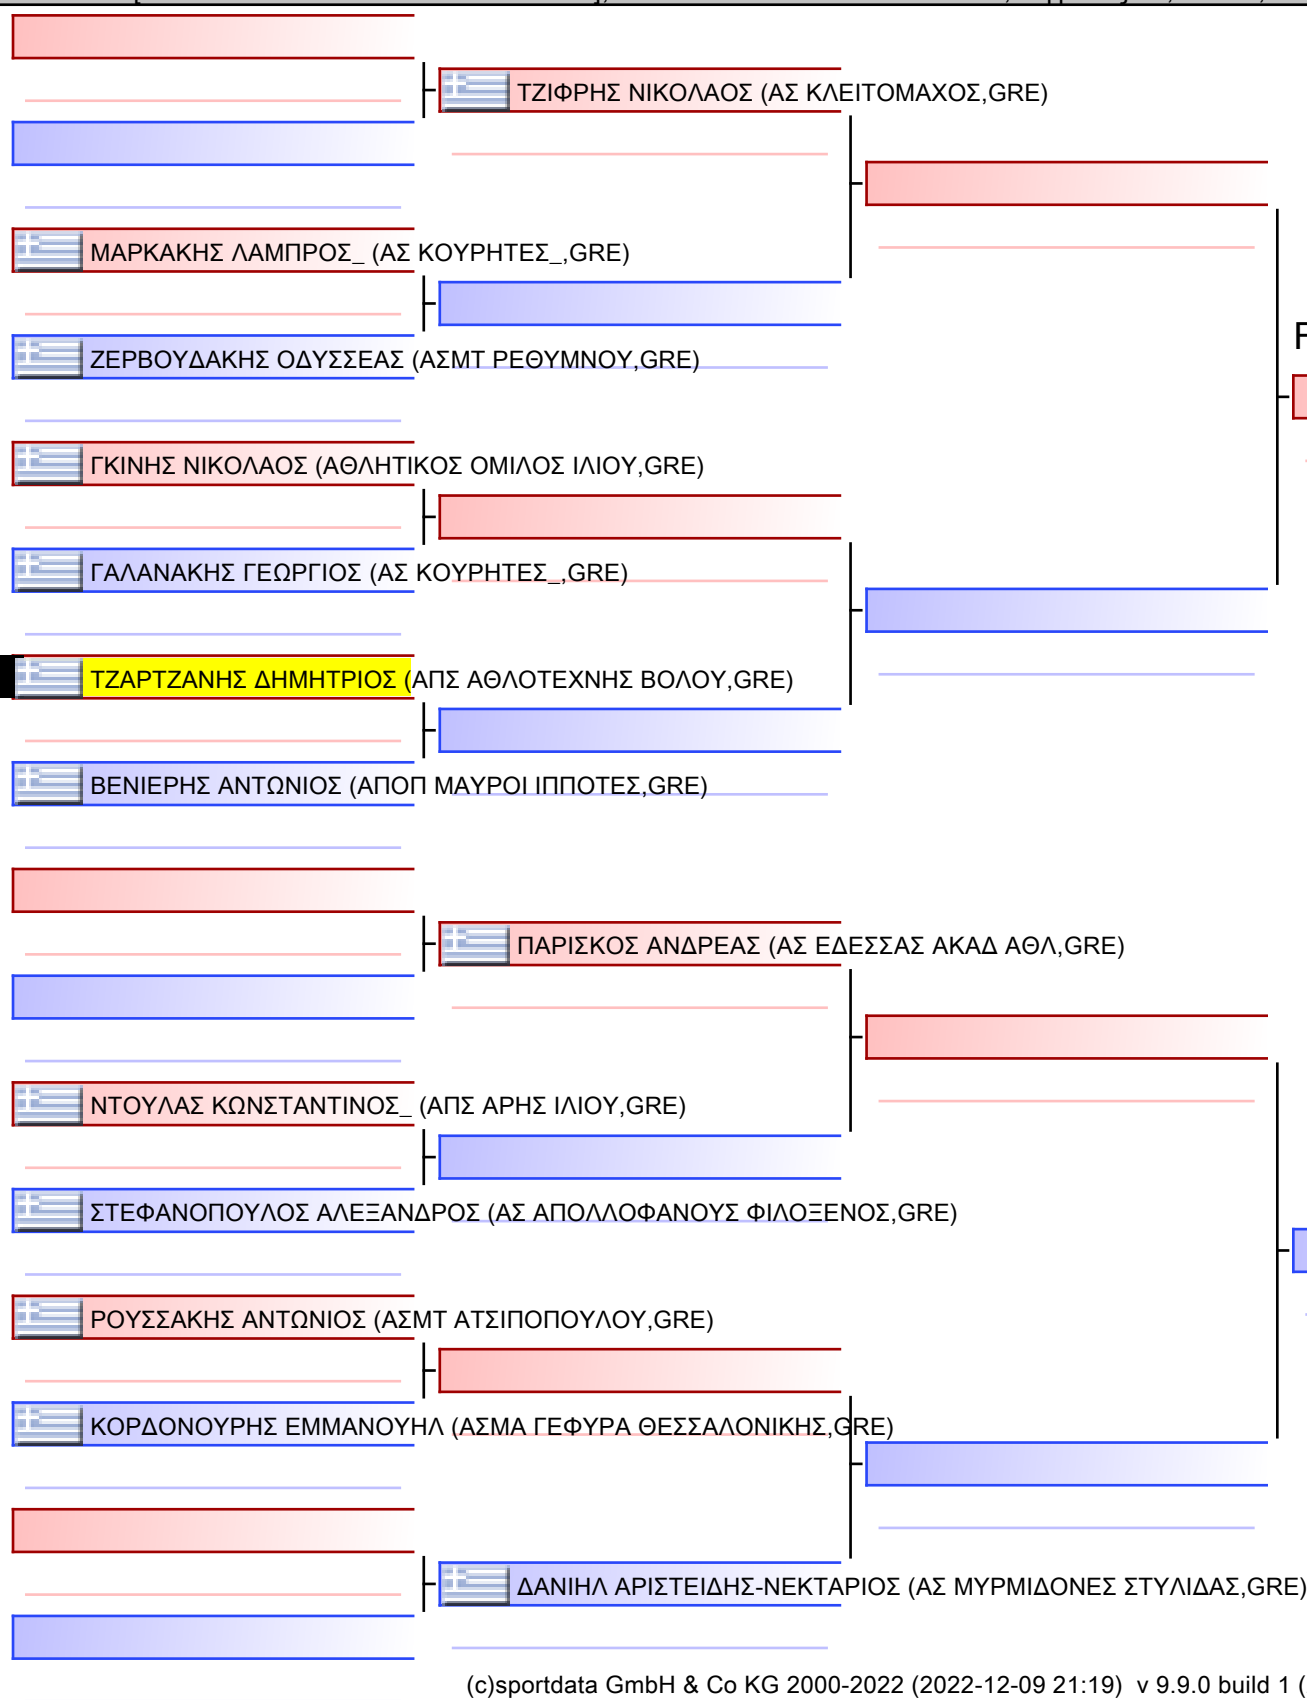 ΤΖΙΦΡΗΣ ΝΙΚΟΛΑΟΣ (ΑΣ ΚΛΕΙΤΟΜΑΧΟΣ,GRE)
ΜΑΡΚΑΚΗΣ ΛΑΜΠΡΟΣ_ (ΑΣ ΚΟΥΡΗΤΕΣ_,GRE)
F
ΖΕΡΒΟΥΔΑΚΗΣ ΟΔΥΣΣΕΑΣ (ΑΣΜΤ ΡΕΘΥΜΝΟΥ,GRE)
ΓΚΙΝΗΣ ΝΙΚΟΛΑΟΣ (ΑΘΛΗΤΙΚΟΣ ΟΜΙΛΟΣ ΙΛΙΟΥ,GRE)
ΓΑΛΑΝΑΚΗΣ ΓΕΩΡΓΙΟΣ (ΑΣ ΚΟΥΡΗΤΕΣ_,GRE)
ΤΖΑΡΤΖΑΝΗΣ ΔΗΜΗΤΡΙΟΣ (ΑΠΣ ΑΘΛΟΤΕΧΝΗΣ ΒΟΛΟΥ,GRE)
ΒΕΝΙΕΡΗΣ ΑΝΤΩΝΙΟΣ (ΑΠΟΠ ΜΑΥΡΟΙ ΙΠΠΟΤΕΣ,GRE)
ΠΑΡΙΣΚΟΣ ΑΝΔΡΕΑΣ (ΑΣ ΕΔΕΣΣΑΣ ΑΚΑΔ ΑΘΛ,GRE)
ΝΤΟΥΛΑΣ ΚΩΝΣΤΑΝΤΙΝΟΣ_ (ΑΠΣ ΑΡΗΣ ΙΛΙΟΥ,GRE)
ΣΤΕΦΑΝΟΠΟΥΛΟΣ ΑΛΕΞΑΝΔΡΟΣ (ΑΣ ΑΠΟΛΛΟΦΑΝΟΥΣ ΦΙΛΟΞΕΝΟΣ,GRE)
ΡΟΥΣΣΑΚΗΣ ΑΝΤΩΝΙΟΣ (ΑΣΜΤ ΑΤΣΙΠΟΠΟΥΛΟΥ,GRE)
ΚΟΡΔΟΝΟΥΡΗΣ ΕΜΜΑΝΟΥΗΛ (ΑΣΜΑ ΓΕΦΥΡΑ ΘΕΣΣΑΛΟΝΙΚΗΣ,GRE)
ΔΑΝΙΗΛ ΑΡΙΣΤΕΙΔΗΣ-ΝΕΚΤΑΡΙΟΣ (ΑΣ ΜΥΡΜΙΔΟΝΕΣ ΣΤΥΛΙΔΑΣ,GRE)
(c)sportdata GmbH & Co KG 2000-2022 (2022-12-09 21:19) v 9.9.0 build 1 (